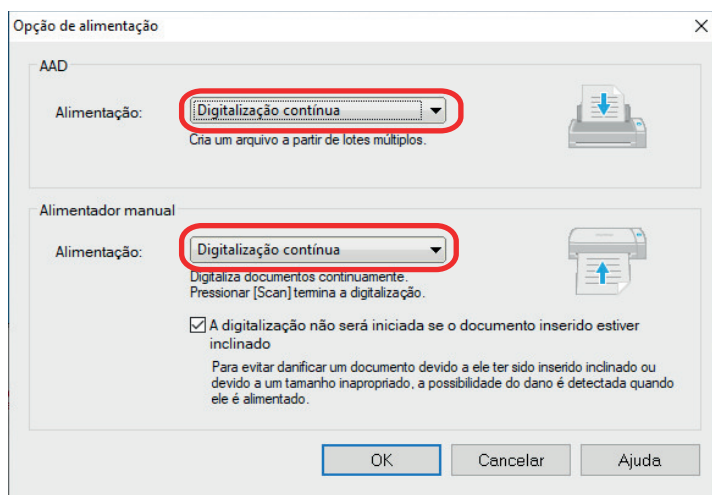 Opção de alimentação
AAD
Alimentação:
Digitalização contínua
Cria um arquivo a partir de lotes múltiplos.
Alimentador manual
Alimentação:
Digitalização contínua
Digitaliza documentos continuamente.
Pressionar [Scan] termina a digitalização.
A digitalização não será iniciada se o documento inserido estiver
inclinado
Para evitar danificar um documento devido a ele ter sido inserido inclinado ou
devido a um tamanho inapropriado, a possibilidade do dano é detectada quando
ele é alimentado.
OK
Cancelar
Ajuda